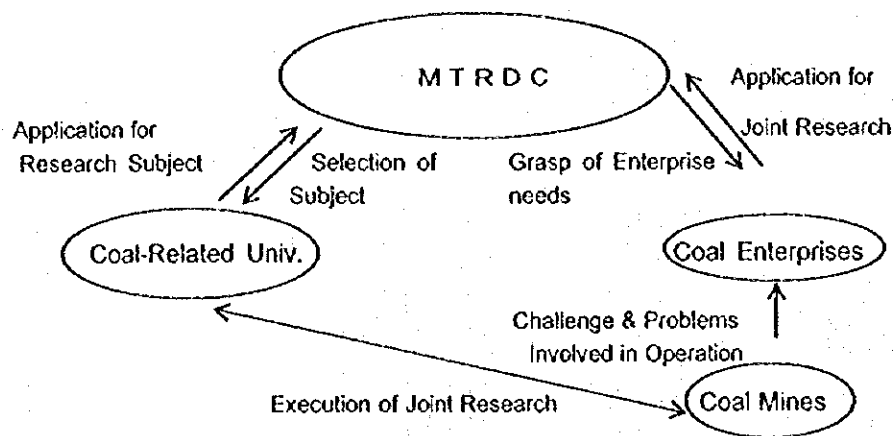 MTRDC
Application for
Joint Research
Application for
Research Subject
Selection of
Subject
Grasp of Enterprise
needs
Coal-Related Univ.
Coal Enterprises
Challenge & Problems
Involved in Operation
Execution of Joint Research
Coal Mines